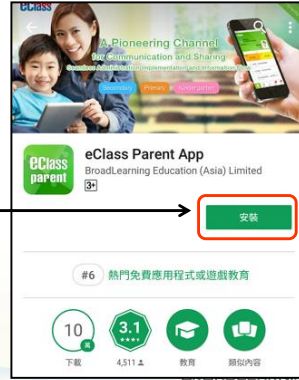 eClass
A Pioneering Channel
for Communication and Sharing
Secondary
Primary
Kindergarten
eClass
parent
eClass Parent App
BroadLearning Education (Asia) Limited
3+
安裝
#6 熱門免費應用程式或遊戲教育
10
萬
3.1
下載
4,511
教育
類似內容